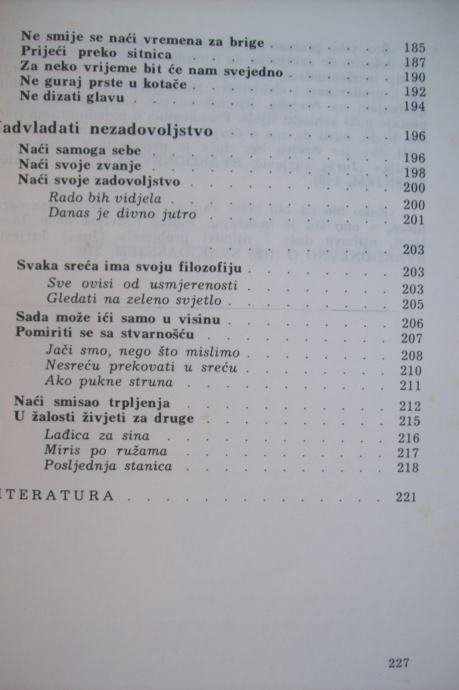 Ne smije se naći vremena za brige . . . . . . . 185
Prijeći preko sitnica . . . . . . . . . . . 187
Za neko vrijeme bit će nam svejedno . . . . . . 190
Ne guraj prste u kotače . . . . . . . . . . 192
Ne dizati glavu . . . . . . . . . . . . . 194
advladati nezadovoljstvo 196
Naći samoga sebe . . . . . . . . . . . . 196
Naći svoje zvanje . . . . . . . . . . . . 198
Naći svoje zadovoljstvo . . . . . . . . . . 200
Rado bih vidjela . . . . . . . . . . . 200
Danas je divno jutro . . . . . . . . . . 201
203
Svaka sreća ima svoju filozofiju . . . . . . . . 203
Sve ovisi od usmjerenosti . . . . . . . . 203
Gledati na zeleno svjetlo . . . . . . . . . 205
Sada može ići samo u visinu . . . . . . . . . 206
Pomiriti se sa stvarnošću . . . . . . . . . . 207
Jači smo, nego što mislimo . . . . . . . . 208
Nesreću prekovati u sreću . . . . . . . . 210
Ako pukne struna . . . . . . . . . . . 211
Naći smisao trpljenja . . . . . . . . . . . 212
U žalosti živjeti za druge . . . . . . . . . . 215
Lađica za sina . . . . . . . . . . . . 216
Miris po ružama . . . . . . . . . . . 217
Posljednja stanica . . . . . . . . . . . 218
ITERATURA . . . . . . . . . . . . . . 221
227